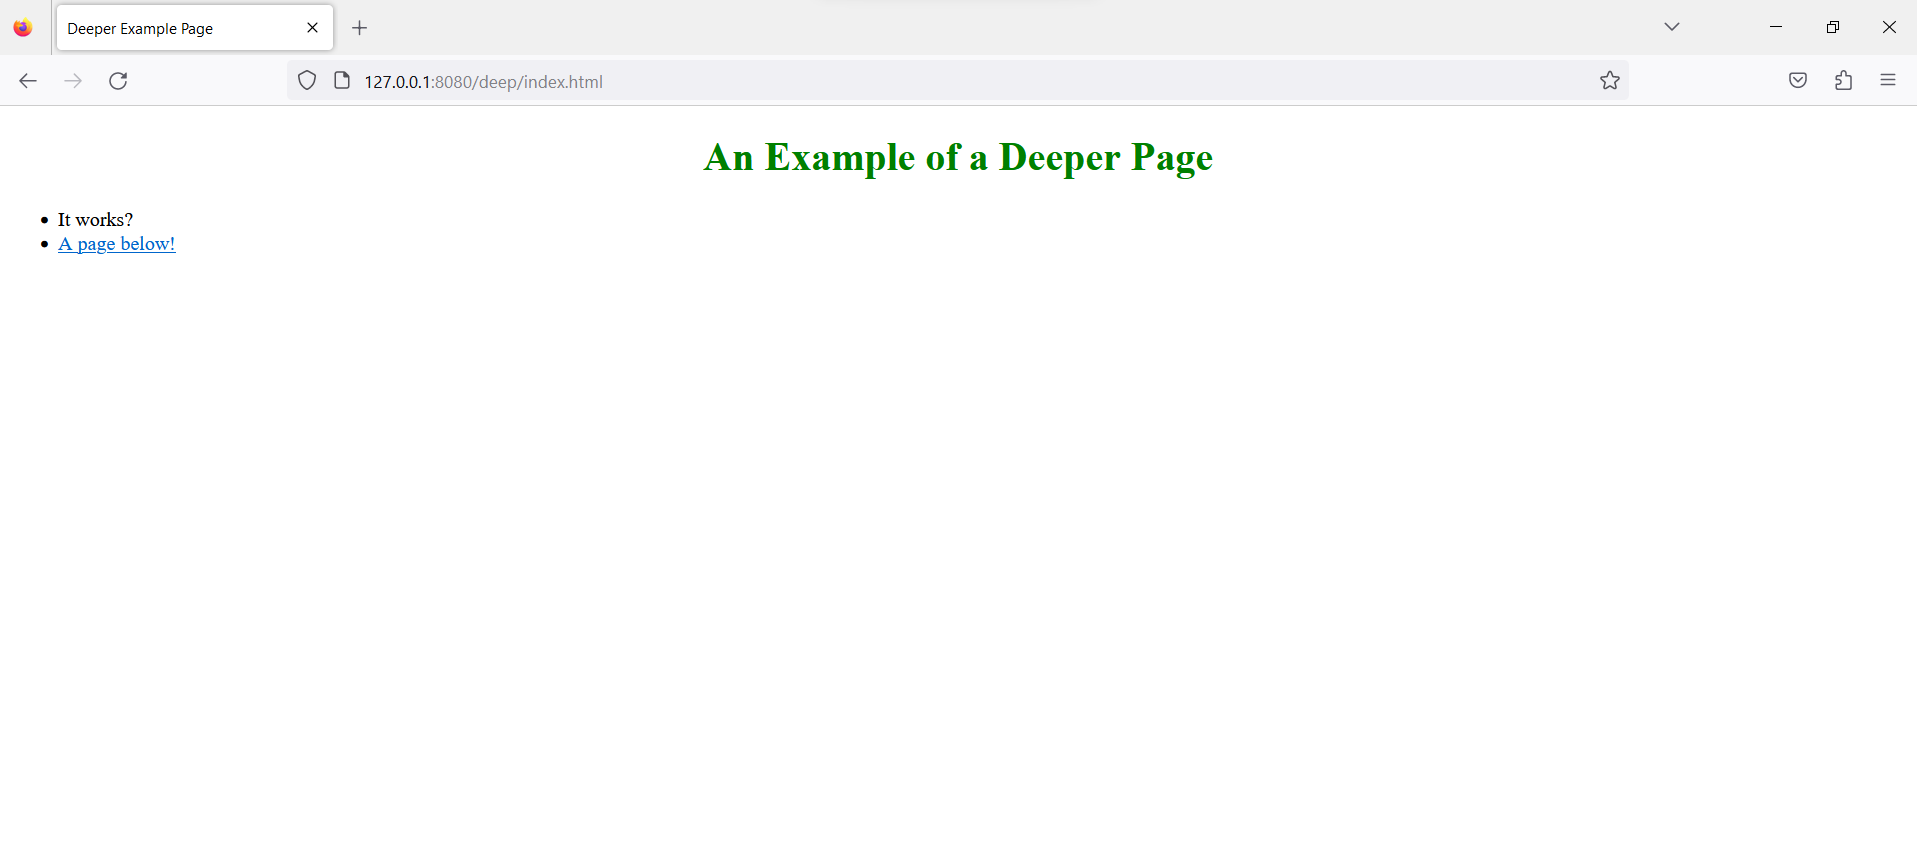 Deeper Example Page
127.0.0.1:8080/deep/index.html
An Example of a Deeper Page
It works?
A page below!